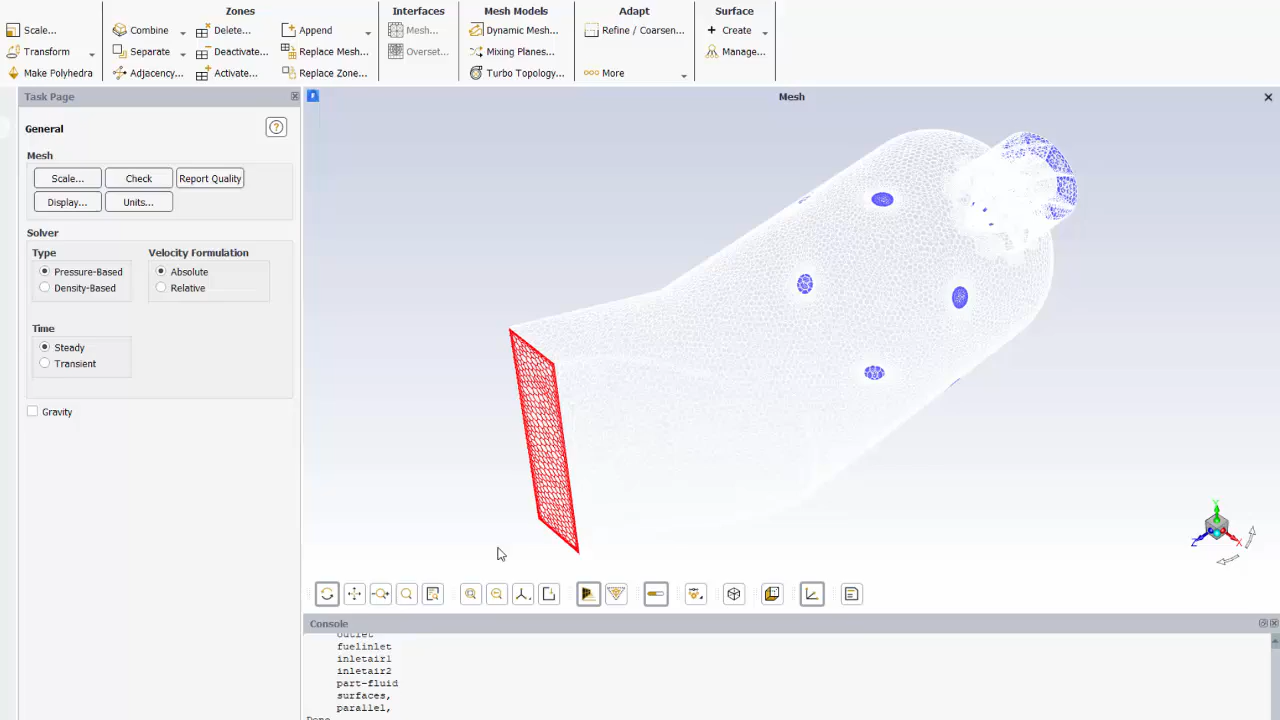 Zones
Interfaces
Mesh Models
Adapt
Surface
Scale...
Combine
Delete...
Append
Mesh...
Dynamic Mesh...
Refine / Coarsen...
Create
Transform
Separate
Deactivate...
Replace Mesh...
Overset...
Mixing Planes...
Manage...
Make Polyhedra
Adjacency...
Activate...
Replace Zone...
Turbo Topology...
More
Task Page
Mesh
General
?
Mesh
Scale...
Check
Report Quality
Display...
Units...
Solver
Type
Velocity Formulation
Pressure-Based
Absolute
Density-Based
Relative
Time
Steady
Transient
Gravity
Y
Z
X
Console
outlet
fuelinlet
inletair1
inletair2
part-fluid
surfaces,
parallel,
Done